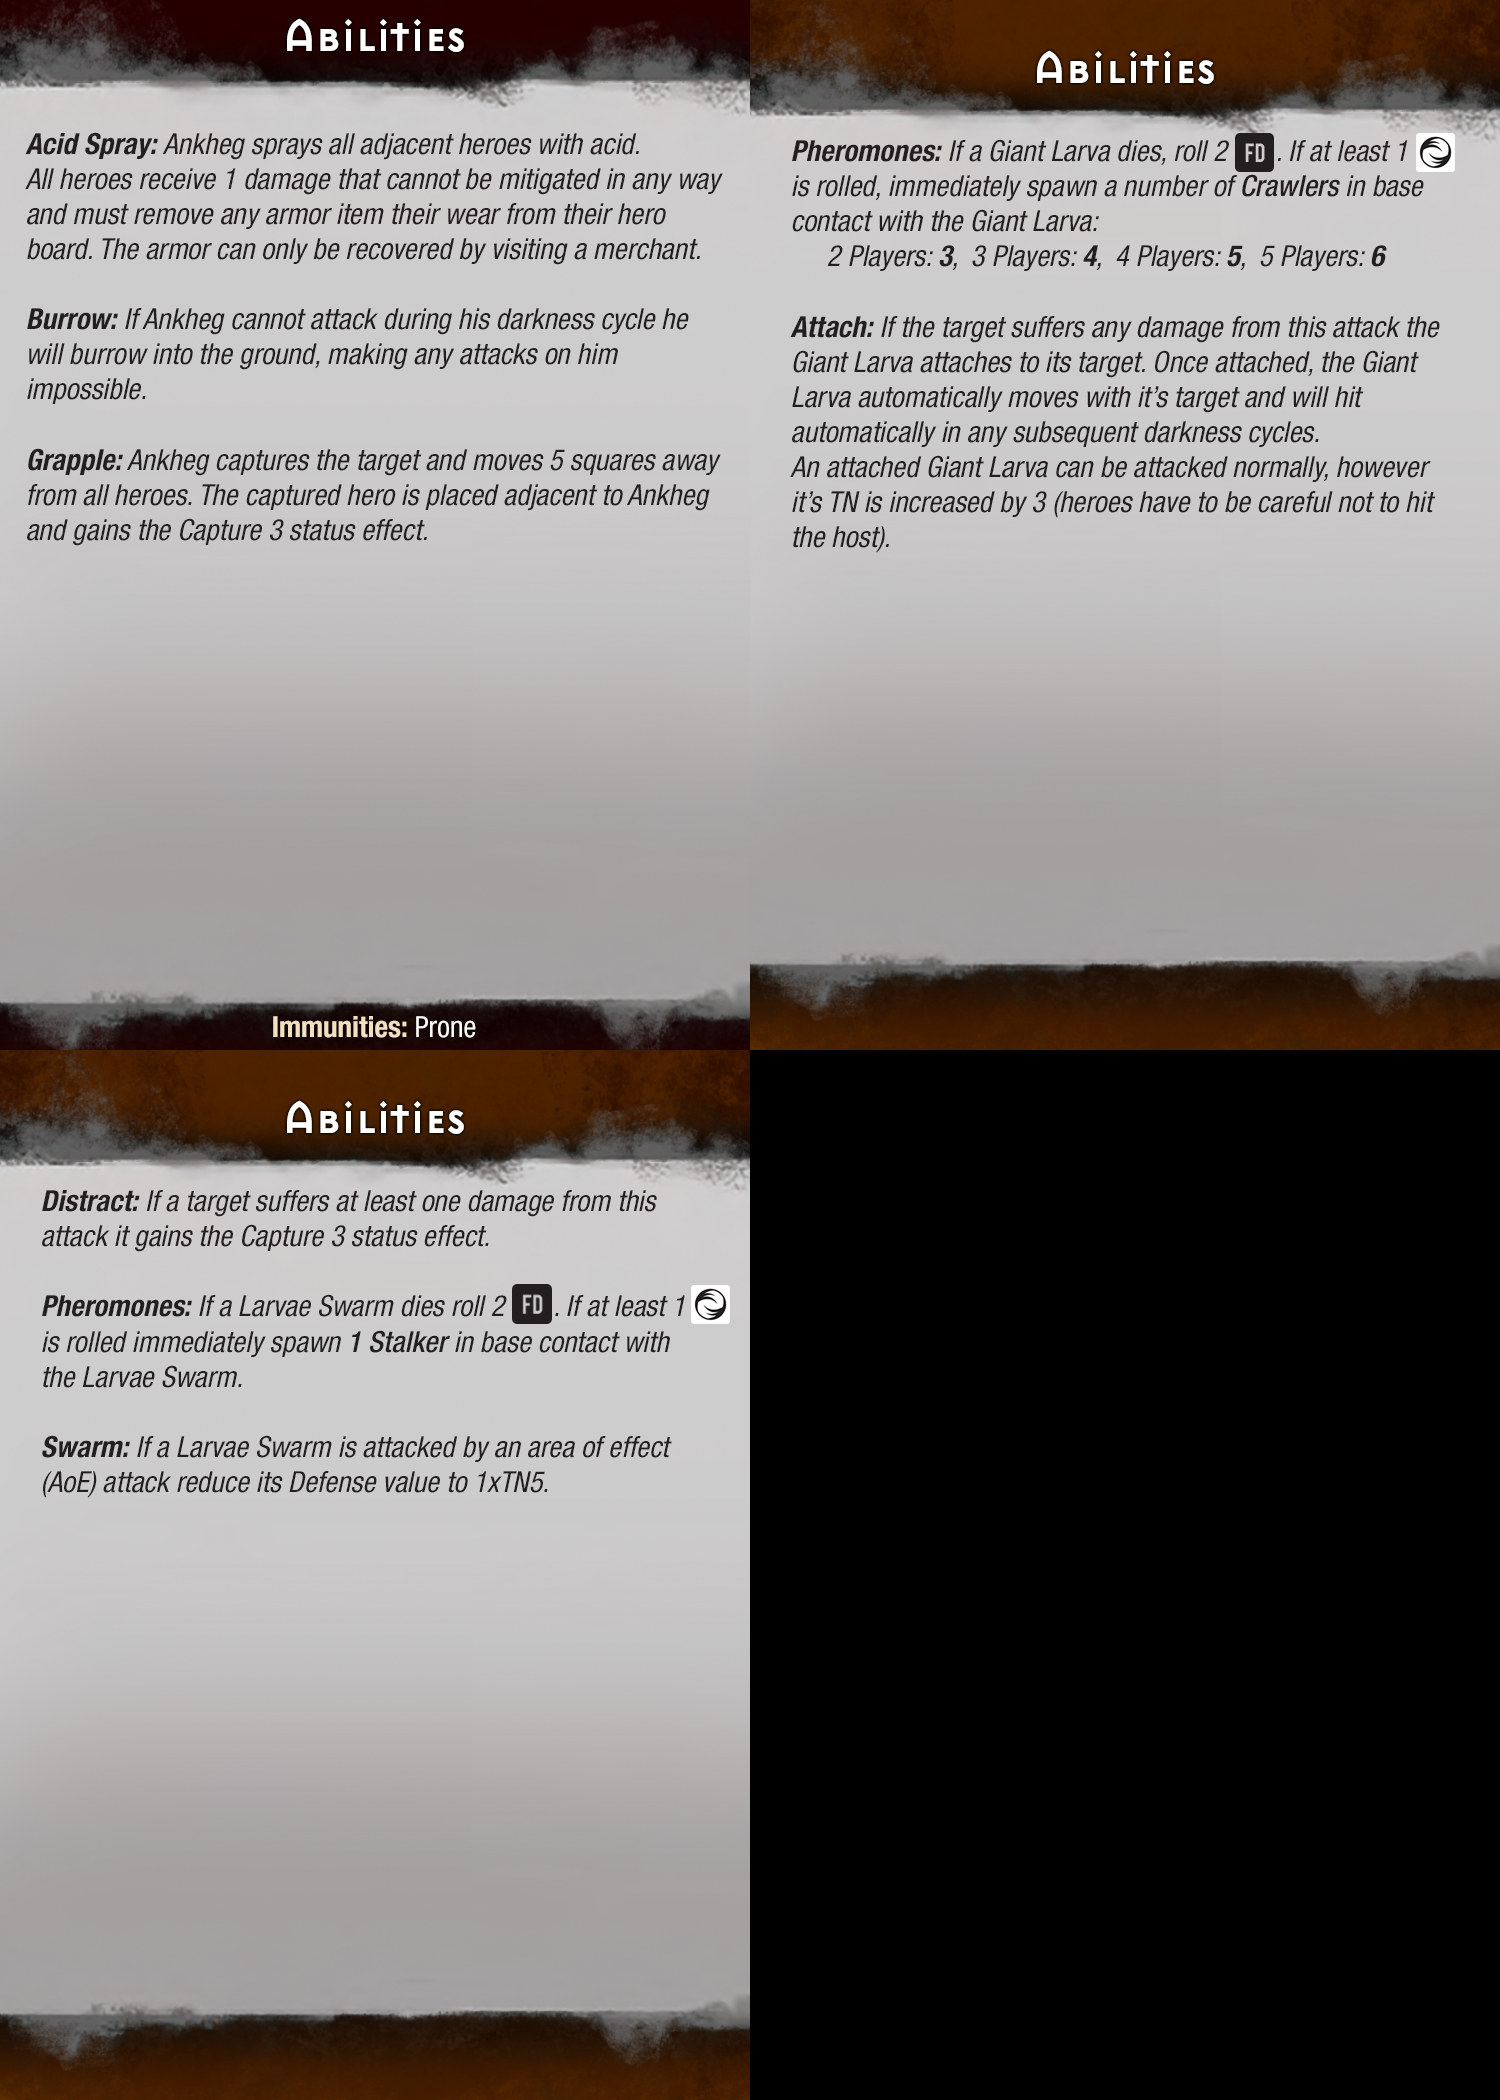 Abilities
Acid Spray: Ankheg sprays all adjacent heroes with acid.
All heroes receive 1 damage that cannot be mitigated in any way
and must remove any armor item their wear from their hero
board. The armor can only be recovered by visiting a merchant.
Burrow: If Ankheg cannot attack during his darkness cycle he
will burrow into the ground, making any attacks on him
impossible.
Grapple: Ankheg captures the target and moves 5 squares away
from all heroes. The captured hero is placed adjacent to Ankheg
and gains the Capture 3 status effect.
Immunities: Prone
Abilities
Pheromones: If a Giant Larva dies, roll 2 FD. If at least 1
is rolled, immediately spawn a number of Crawlers in base
contact with the Giant Larva:
2 Players: 3, 3 Players: 4, 4 Players: 5, 5 Players: 6
Attach: If the target suffers any damage from this attack the
Giant Larva attaches to its target. Once attached, the Giant
Larva automatically moves with it's target and will hit
automatically in any subsequent darkness cycles.
An attached Giant Larva can be attacked normally, however
it's TN is increased by 3 (heroes have to be careful not to hit
the host).
Abilities
Distract: If a target suffers at least one damage from this
attack it gains the Capture 3 status effect.
Pheromones: If a Larvae Swarm dies roll 2 FD. If at least 1
is rolled immediately spawn 1 Stalker in base contact with
the Larvae Swarm.
Swarm: If a Larvae Swarm is attacked by an area of effect
(AoE) attack reduce its Defense value to 1xTN5.